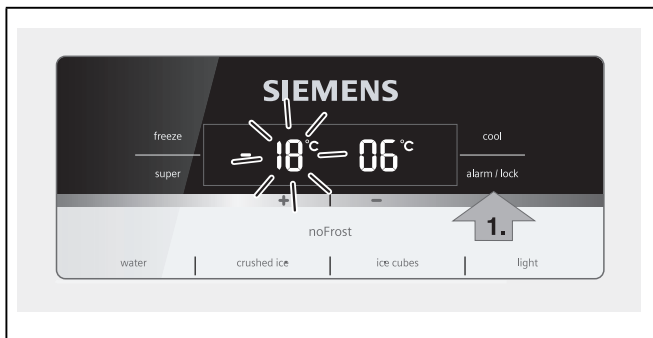 SIEMENS
freeze
super
- 18°C 06°C
cool
alarm / lock
+ -
1.
noFrost
water crushed ice ice cubes light